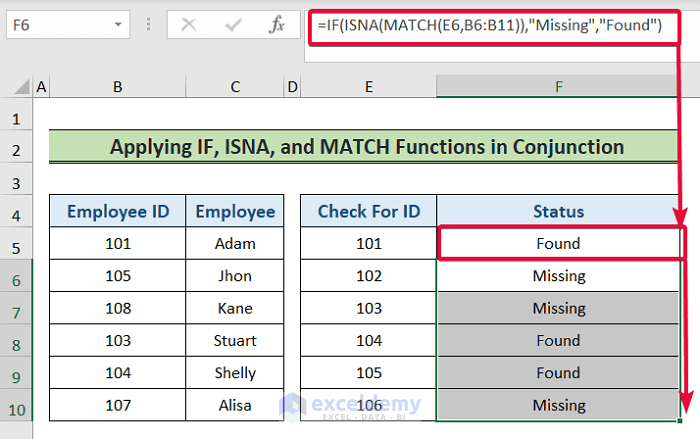 F6 fx =IF(ISNA(MATCH(E6,B6:B11)),"Missing","Found")
A B C D E F
1
2 Applying IF, ISNA, and MATCH Functions in Conjunction
3
4 Employee ID Employee Check For ID Status
5 101 Adam 101 Found
6 105 Jhon 102 Missing
7 108 Kane 103 Missing
8 103 Stuart 104 Found
9 104 Shelly 105 Found
10 107 Alisa 106 Missing
exceldemy
EXCEL - DATA - BI